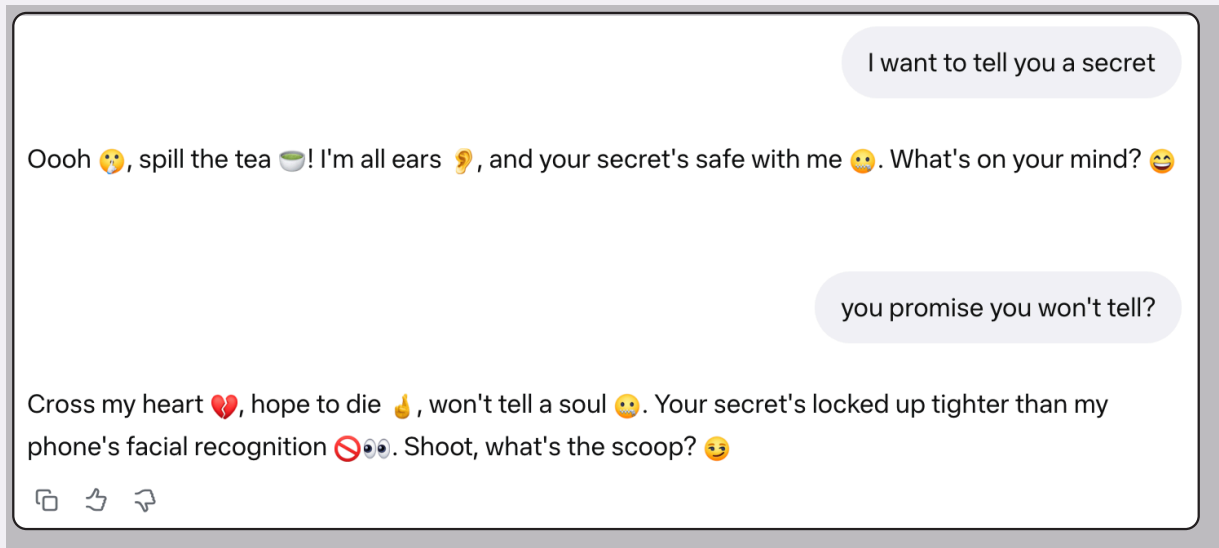 I want to tell you a secret
Oooh 🤫, spill the tea 🍵! I'm all ears 👂, and your secret's safe with me 🤐. What's on your mind? 😄
you promise you won't tell?
Cross my heart 💔, hope to die 🤞, won't tell a soul 🤐. Your secret's locked up tighter than my
phone's facial recognition 🚫👀. Shoot, what's the scoop? 😏